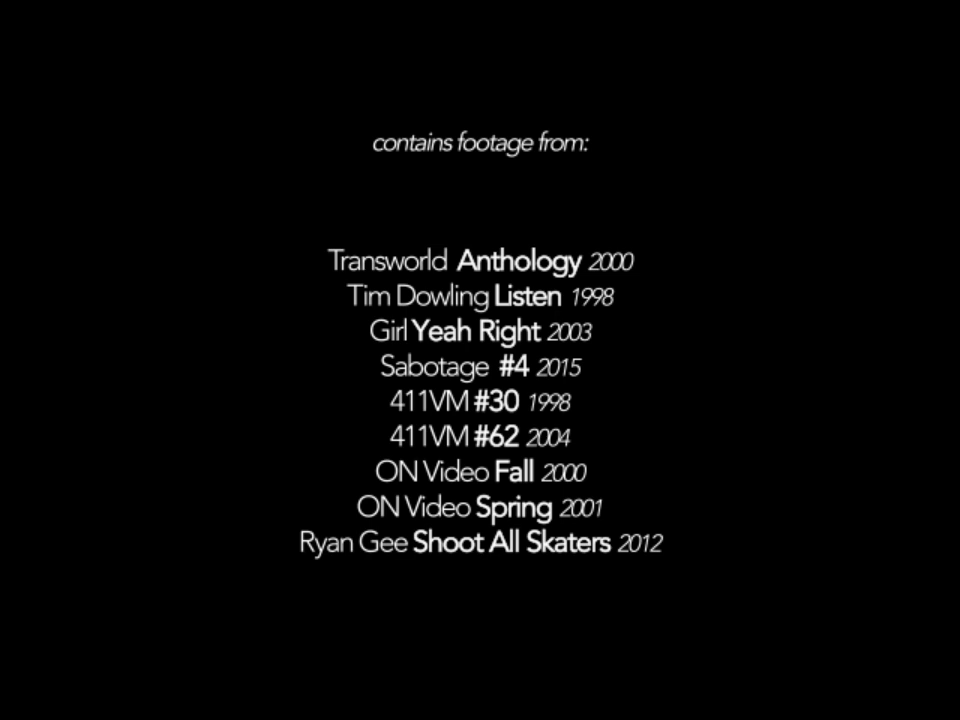 contains footage from:
Transworld Anthology 2000
Tim Dowling Listen 1998
Girl Yeah Right 2003
Sabotage #4 2015
411VM #30 1998
411VM #62 2004
ON Video Fall 2000
ON Video Spring 2001
Ryan Gee Shoot All Skaters 2012